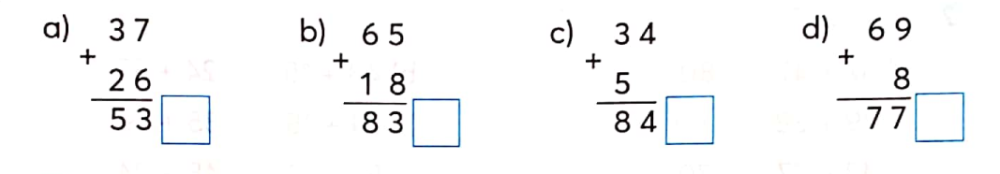 a) 37 b) 65 c) 34 d) 69
+ + + +
26 18 5 8
53 83 84 77